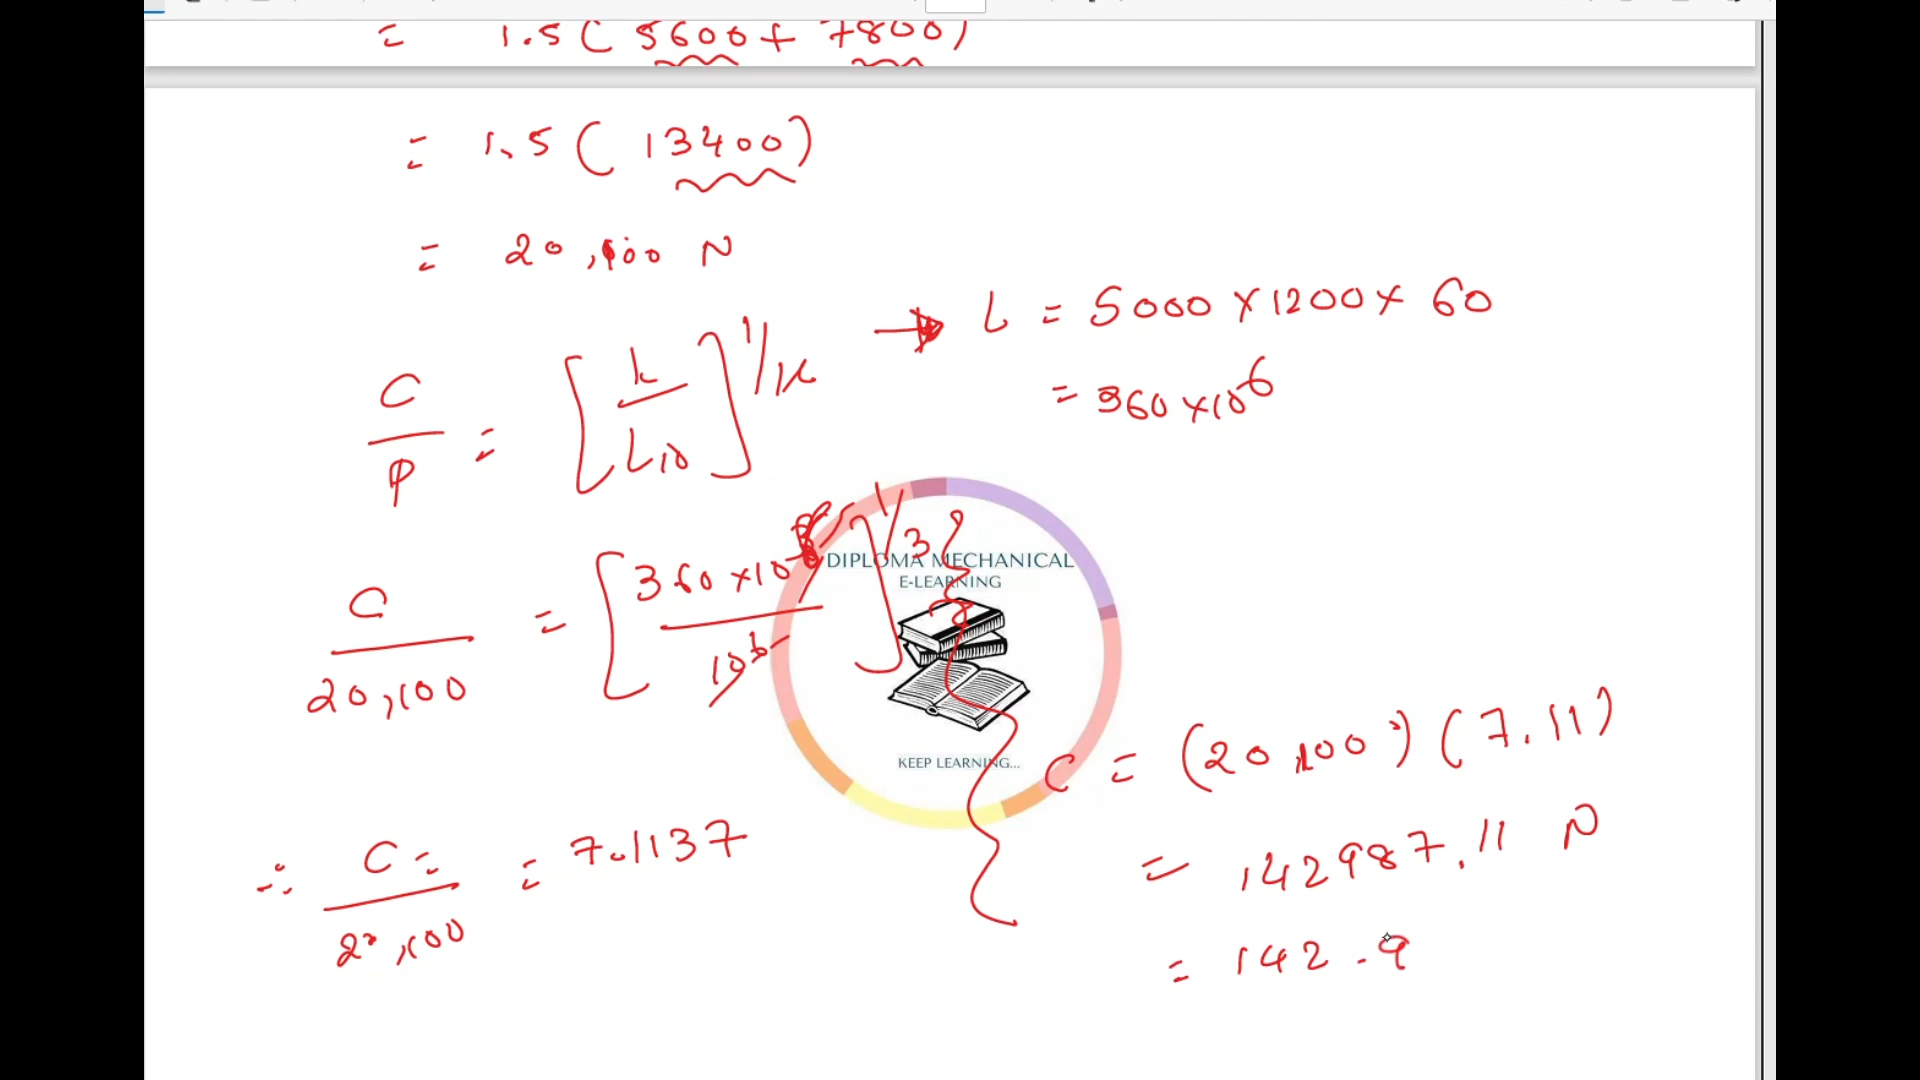 = 1.5 ( 5600 + 7800 )
= 1.5 ( 13400 )
= 20,100 N
C/P = [ L / L10 ]^1/k
→ L = 5000 × 1200 × 60
= 360 × 10^6
C / 20,100 = [ 360 × 10^6 / 10^6 ]^1/3
DIPLOMA MECHANICAL
E-LEARNING
KEEP LEARNING...
∴ C = / 20,100 = 7.1137
C = (20,100) (7.11)
= 142987.11 N
= 142.9